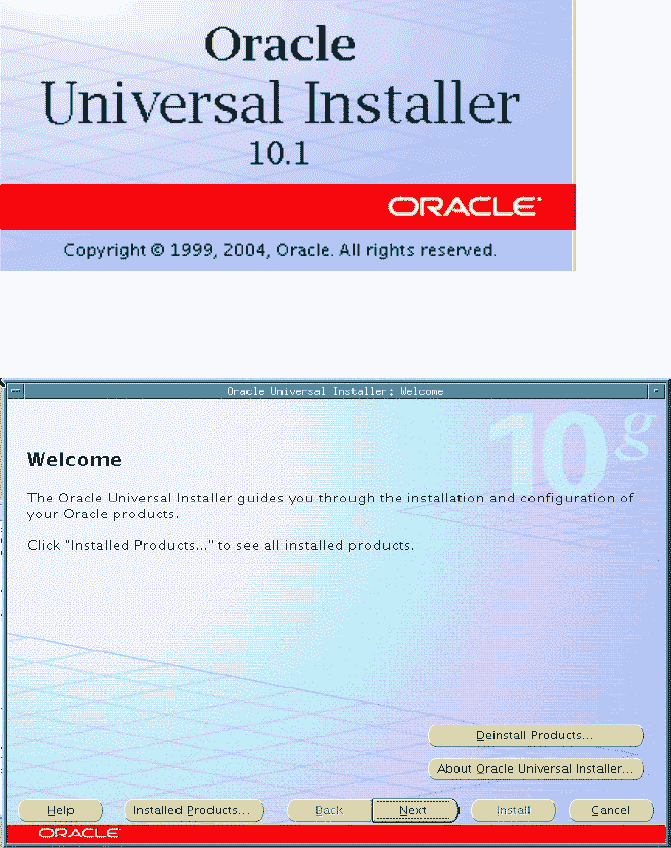 Oracle
Universal Installer
10.1
ORACLE
Copyright © 1999, 2004, Oracle. All rights reserved.
Oracle Universal Installer: Welcome
10g
Welcome
The Oracle Universal Installer guides you through the installation and configuration of
your Oracle products.
Click "Installed Products..." to see all installed products.
Deinstall Products...
About Oracle Universal Installer...
Help Installed Products... Back Next Install Cancel
ORACLE